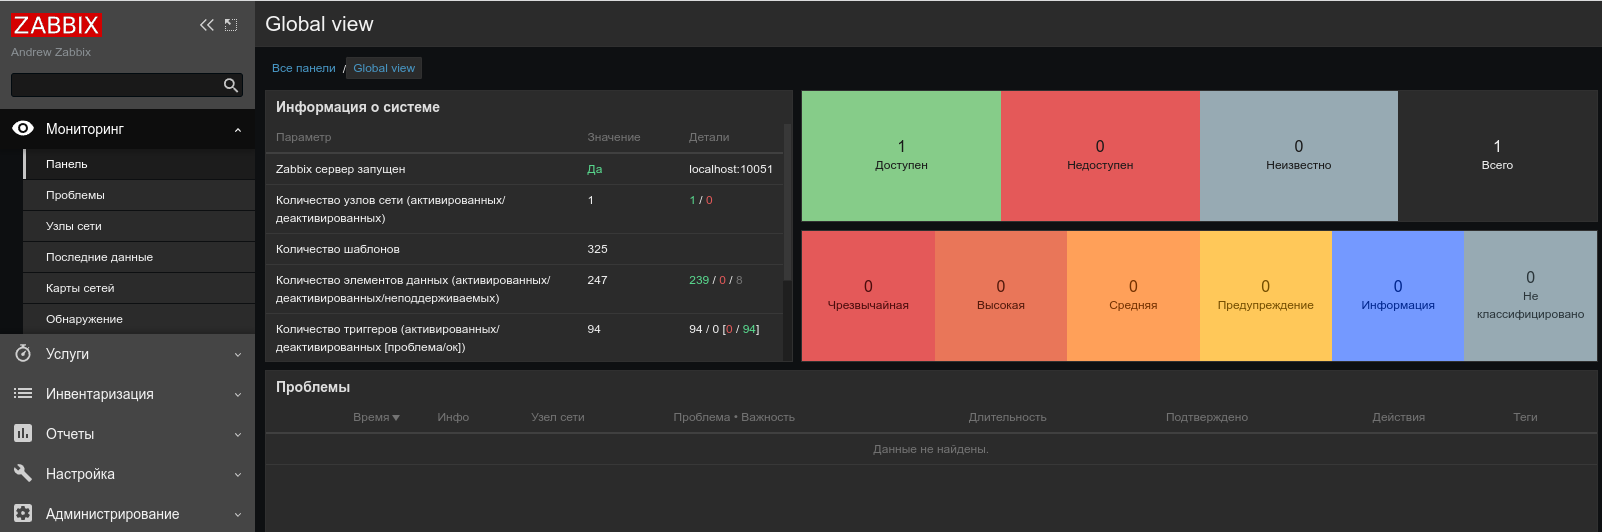 ZABBIX
Andrew Zabbix
Мониторинг
Панель
Проблемы
Узлы сети
Последние данные
Карты сетей
Обнаружение
Услуги
Инвентаризация
Отчеты
Настройка
Администрирование
Global view
Все панели / Global view
Информация о системе
Параметр Значение Детали
Zabbix сервер запущен Да localhost:10051
Количество узлов сети (активированных/ 1 1 / 0
деактивированных)
Количество шаблонов 325
Количество элементов данных (активированных/ 247 239 / 0 / 8
деактивированных/неподдерживаемых)
Количество триггеров (активированных/ 94 94 / 0 [0 / 94]
деактивированных [проблема/ок])
1 0 0 1
Доступен Недоступен Неизвестно Всего
0 0 0 0 0 0
Чрезвычайная Высокая Средняя Предупреждение Информация Не
классифицировано
Проблемы
Время▼ Инфо Узел сети Проблема • Важность Длительность Подтверждено Действия Теги
Данные не найдены.